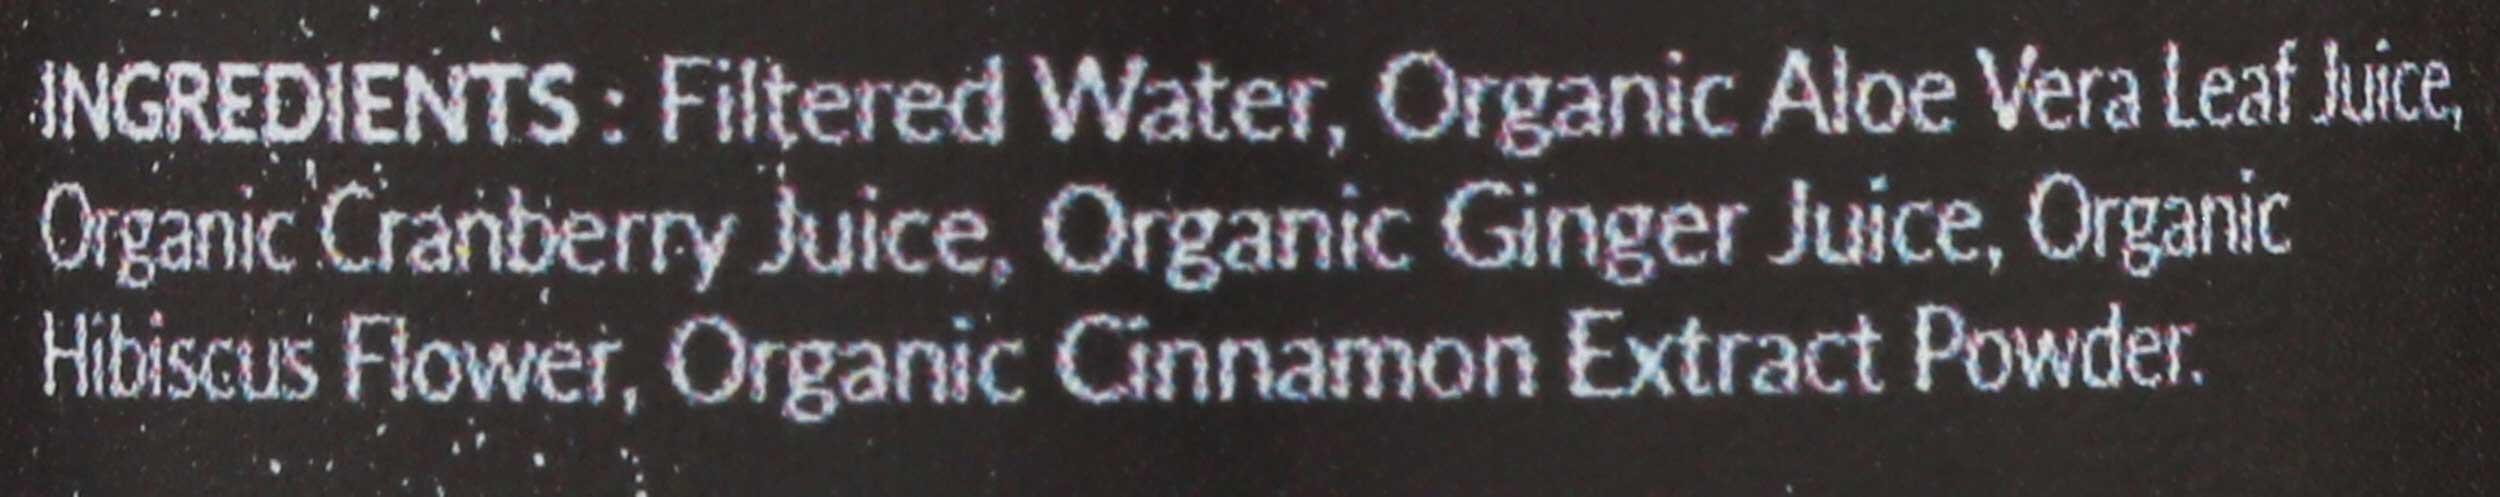 INGREDIENTS : Filtered Water, Organic Aloe Vera Leaf Juice,
Organic Cranberry Juice, Organic Ginger Juice, Organic
Hibiscus Flower, Organic Cinnamon Extract Powder.